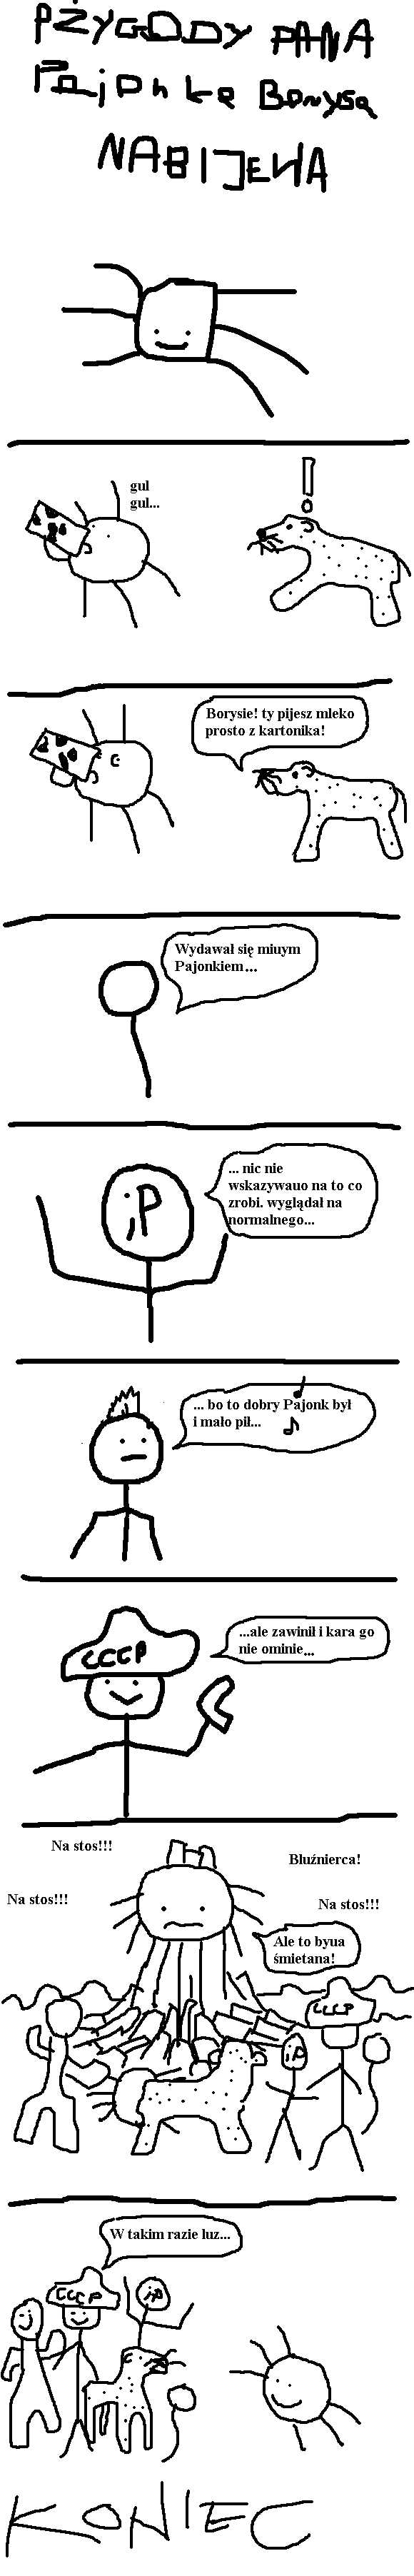 PŻYGODY PANA
Pajonka Borysa
NABIJENA
gul
gul...
!
Borysie! ty pijesz mleko
prosto z kartonika!
Wydawał się miuym
Pajonkiem...
;P
... nic nie
wskazywauo na to co
zrobi. wyglądał na
normalnego...
... bo to dobry Pajonk był
i mało pił...
CCCP
...ale zawinił i kara go
nie ominie...
Na stos!!!
Bluźnierca!
Na stos!!!
Na stos!!!
Ale to byua
śmietana!
CCCP
;P
W takim razie luz...
CCCP
;P
KONIEC